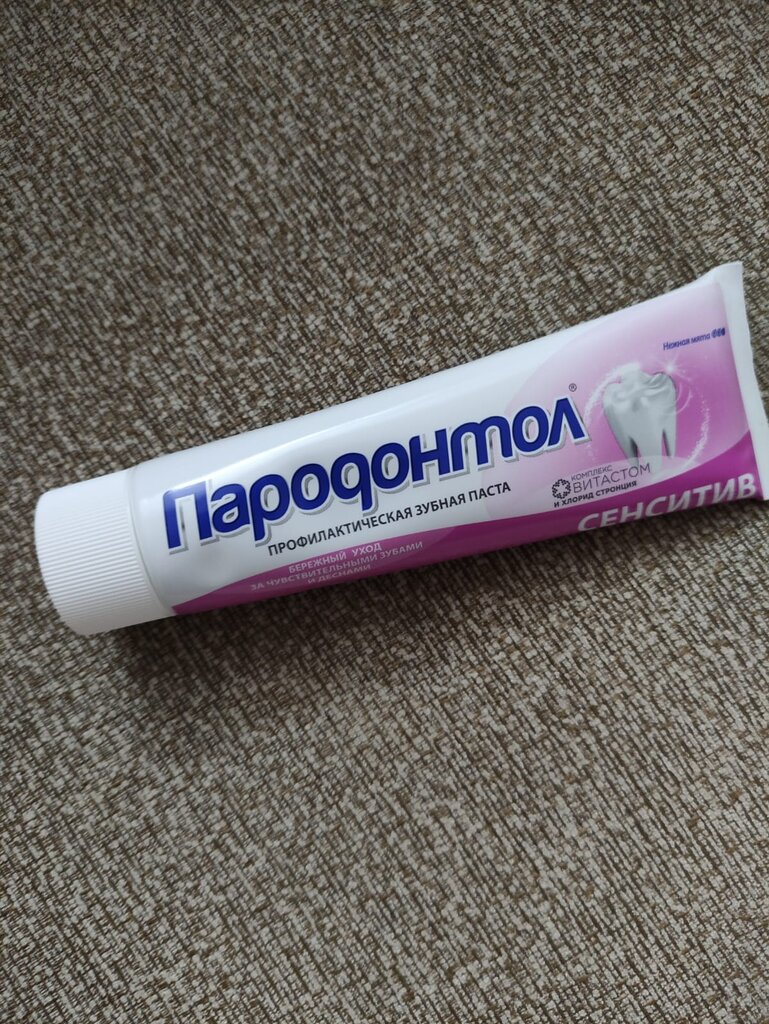 Нежная мята
Пародонтол®
ПРОФИЛАКТИЧЕСКАЯ ЗУБНАЯ ПАСТА
КОМПЛЕКС
ВИТАСТОМ
И ХЛОРИД СТРОНЦИЯ
СЕНСИТИВ
БЕРЕЖНЫЙ УХОД
ЗА ЧУВСТВИТЕЛЬНЫМИ ЗУБАМИ
И ДЕСНАМИ